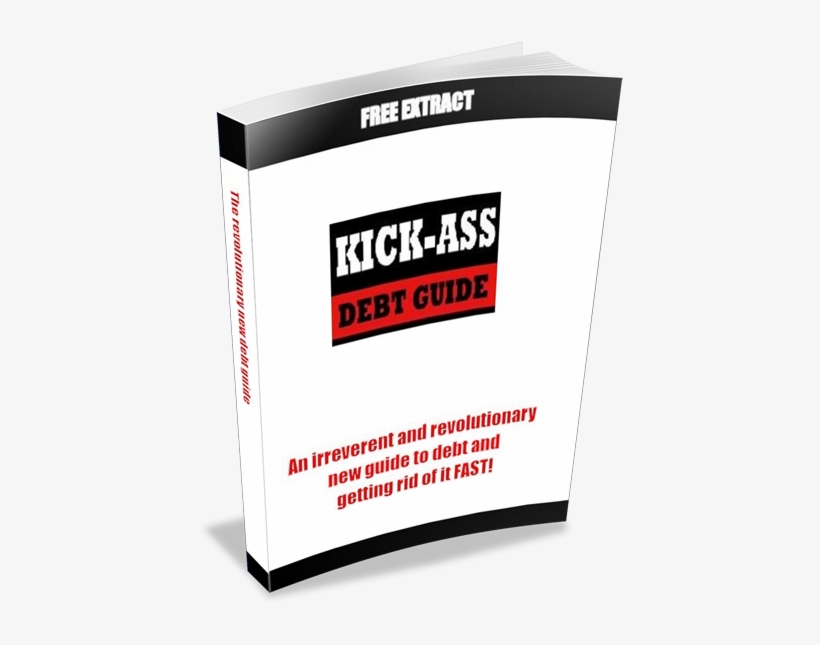 FREE EXTRACT
KICK-ASS
DEBT GUIDE
An irreverent and revolutionary
new guide to debt and
getting rid of it FAST!
The revolutionary new debt guide